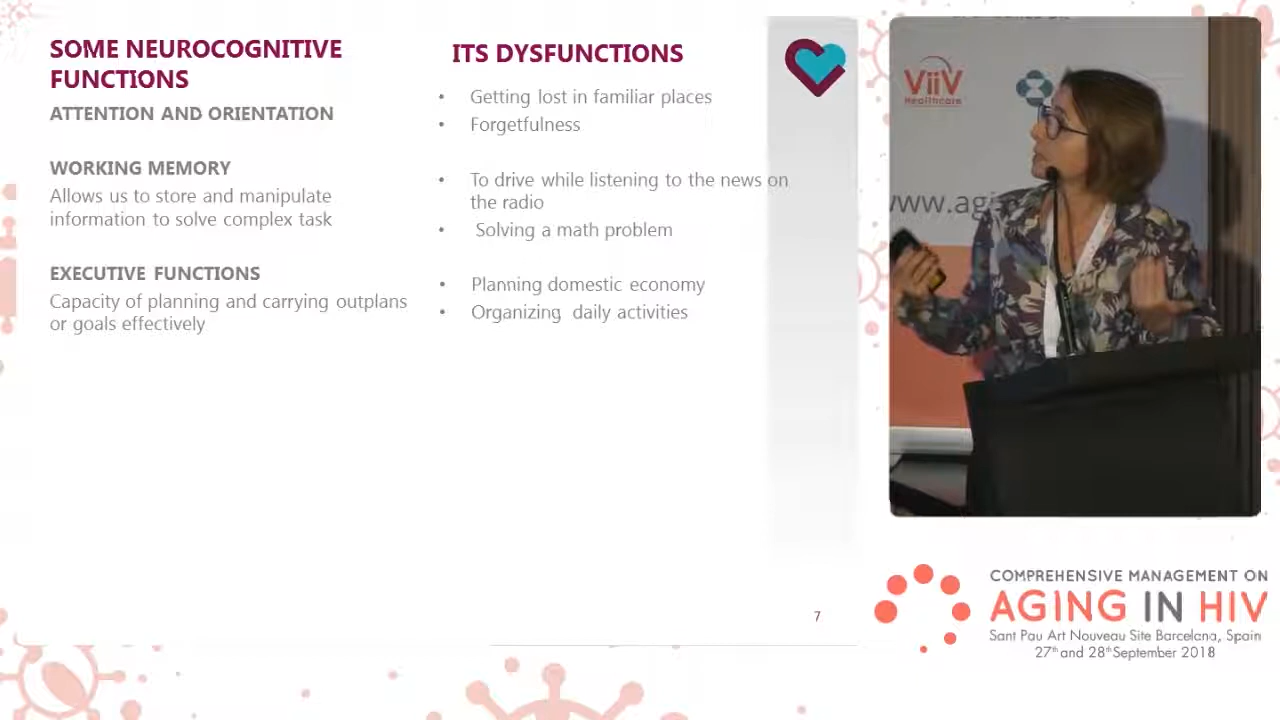 SOME NEUROCOGNITIVE
FUNCTIONS
ATTENTION AND ORIENTATION
WORKING MEMORY
Allows us to store and manipulate
information to solve complex task
EXECUTIVE FUNCTIONS
Capacity of planning and carrying outplans
or goals effectively
ITS DYSFUNCTIONS
• Getting lost in familiar places
• Forgetfulness
• To drive while listening to the news on
the radio
• Solving a math problem
• Planning domestic economy
• Organizing daily activities
7
ViiV
Healthcare
www.agi
COMPREHENSIVE MANAGEMENT ON
AGING IN HIV
Sant Pau Art Nouveau Site Barcelona, Spain
27th and 28th September 2018